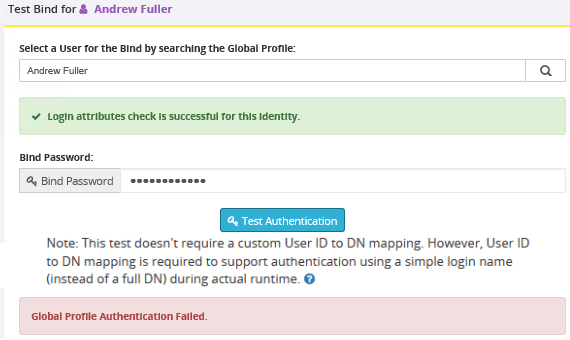 Test Bind for Andrew Fuller
Select a User for the Bind by searching the Global Profile:
Andrew Fuller
Login attributes check is successful for this identity.
Bind Password:
Bind Password ••••••••••••
Test Authentication
Note: This test doesn't require a custom User ID to DN mapping. However, User ID
to DN mapping is required to support authentication using a simple login name
(instead of a full DN) during actual runtime.
Global Profile Authentication Failed.